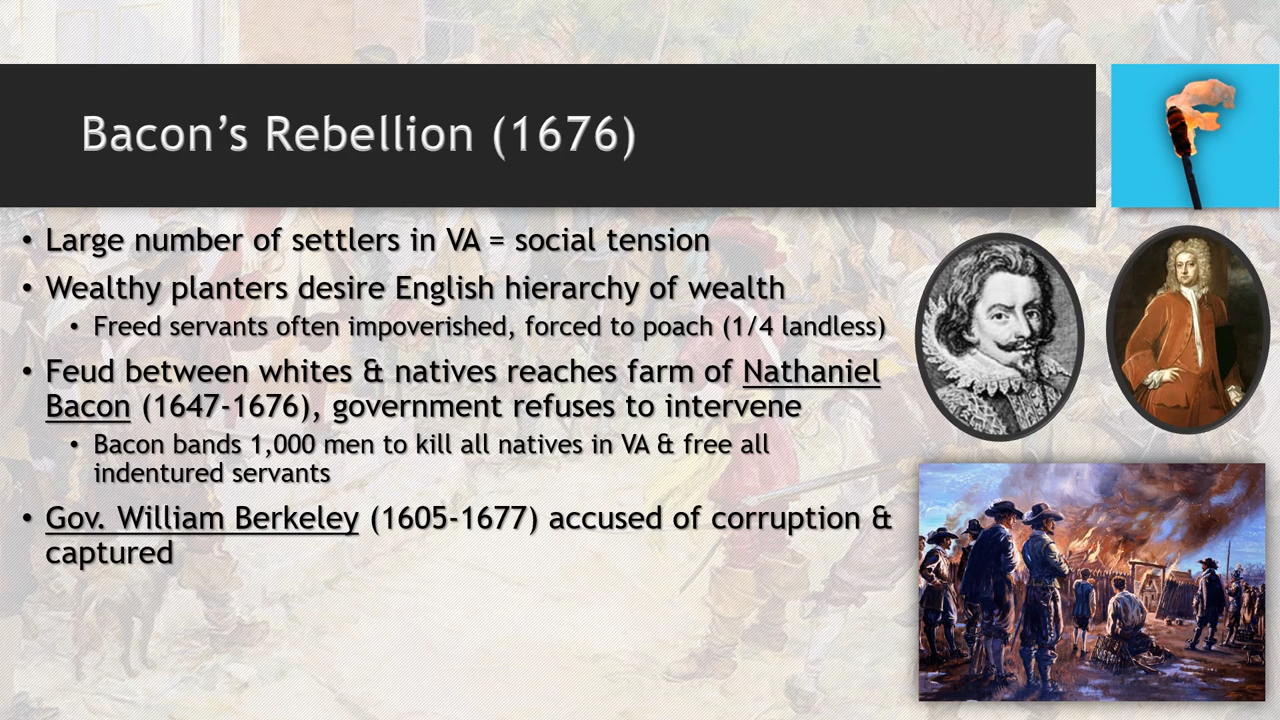 Bacon’s Rebellion (1676)
• Large number of settlers in VA = social tension
• Wealthy planters desire English hierarchy of wealth
• Freed servants often impoverished, forced to poach (1/4 landless)
• Feud between whites & natives reaches farm of Nathaniel
Bacon (1647-1676), government refuses to intervene
• Bacon bands 1,000 men to kill all natives in VA & free all
indentured servants
• Gov. William Berkeley (1605-1677) accused of corruption &
captured